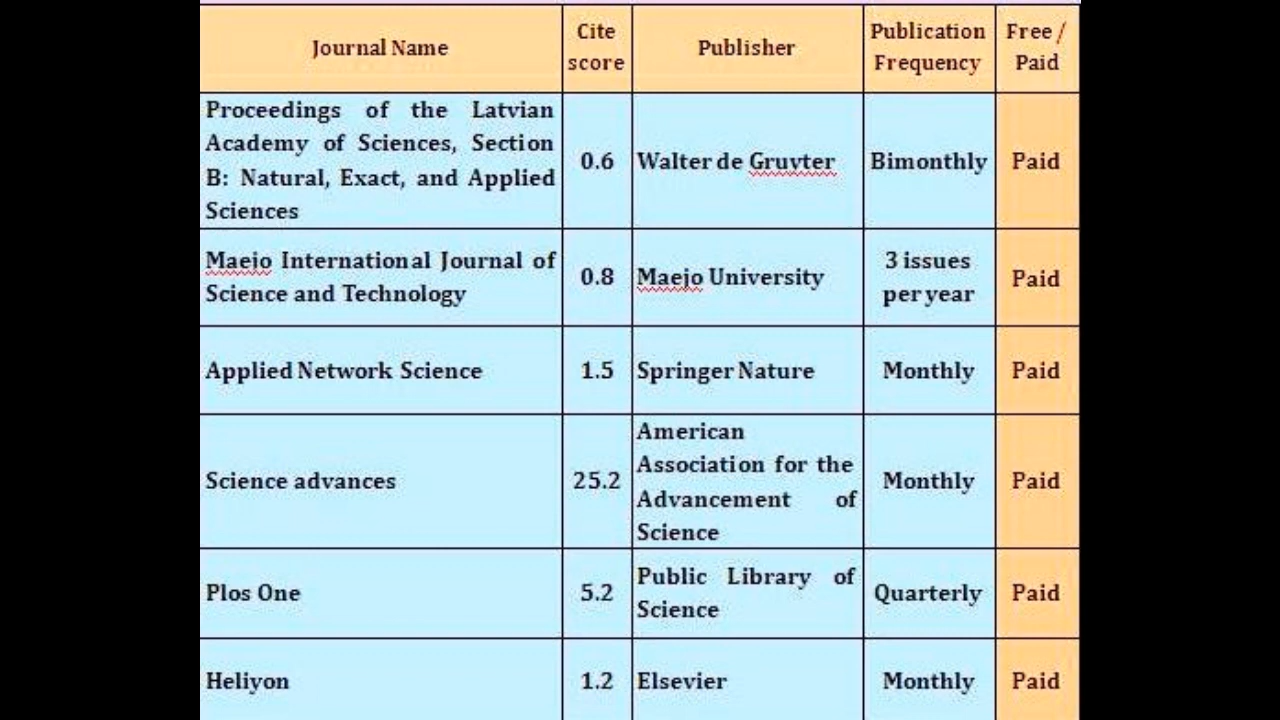 Journal Name
Cite
score
Publisher
Publication
Frequency
Free /
Paid
Proceedings of the Latvian
Academy of Sciences, Section
B: Natural, Exact, and Applied
Sciences
0.6
Walter de Gruvter
Bimonthly
Paid
Maejo International Journal of
Science and Technology
0.8
Maejo University
3 issues
per year
Paid
Applied Network Science
1.5
Springer Nature
Monthly
Paid
Science advances
25.2
American
Association for the
Advancement of
Science
Monthly
Paid
Plos One
5.2
Public Library of
Science
Quarterly
Paid
Heliyon
1.2
Elsevier
Monthly
Paid